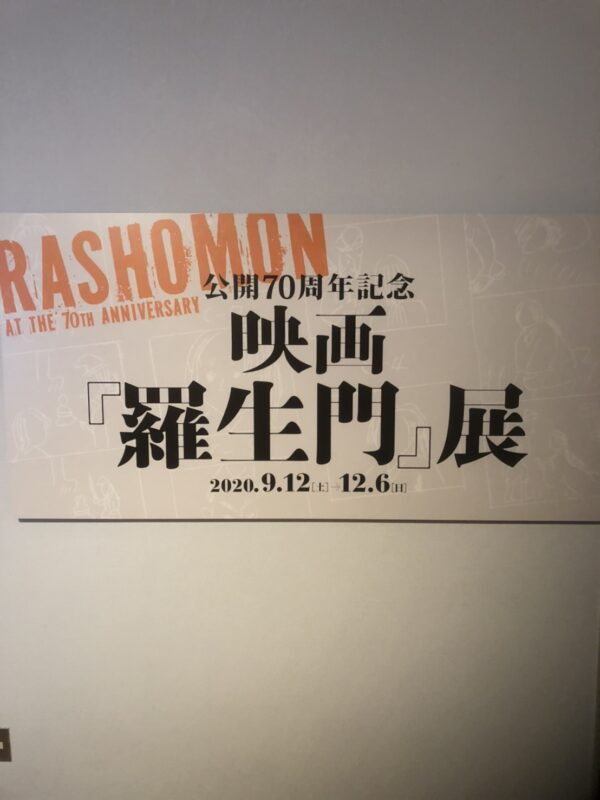 RASHOMON
AT THE 70TH ANNIVERSARY
公開70周年記念
映画
『羅生門』展
2020.9.12[土]→12.6[日]